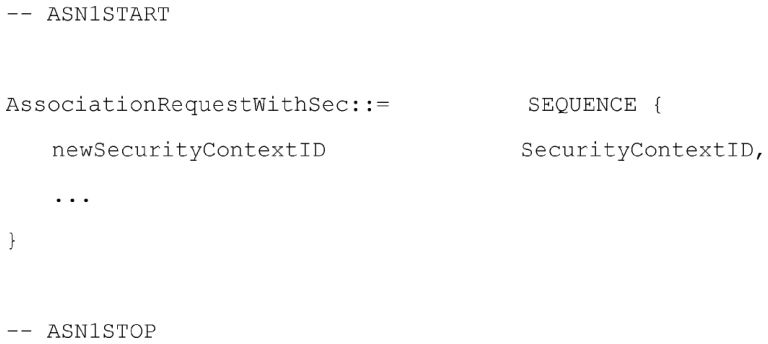 -- ASN1START
AssociationRequestWithSec::= SEQUENCE {
newSecurityContextID SecurityContextID,
...
}
-- ASN1STOP